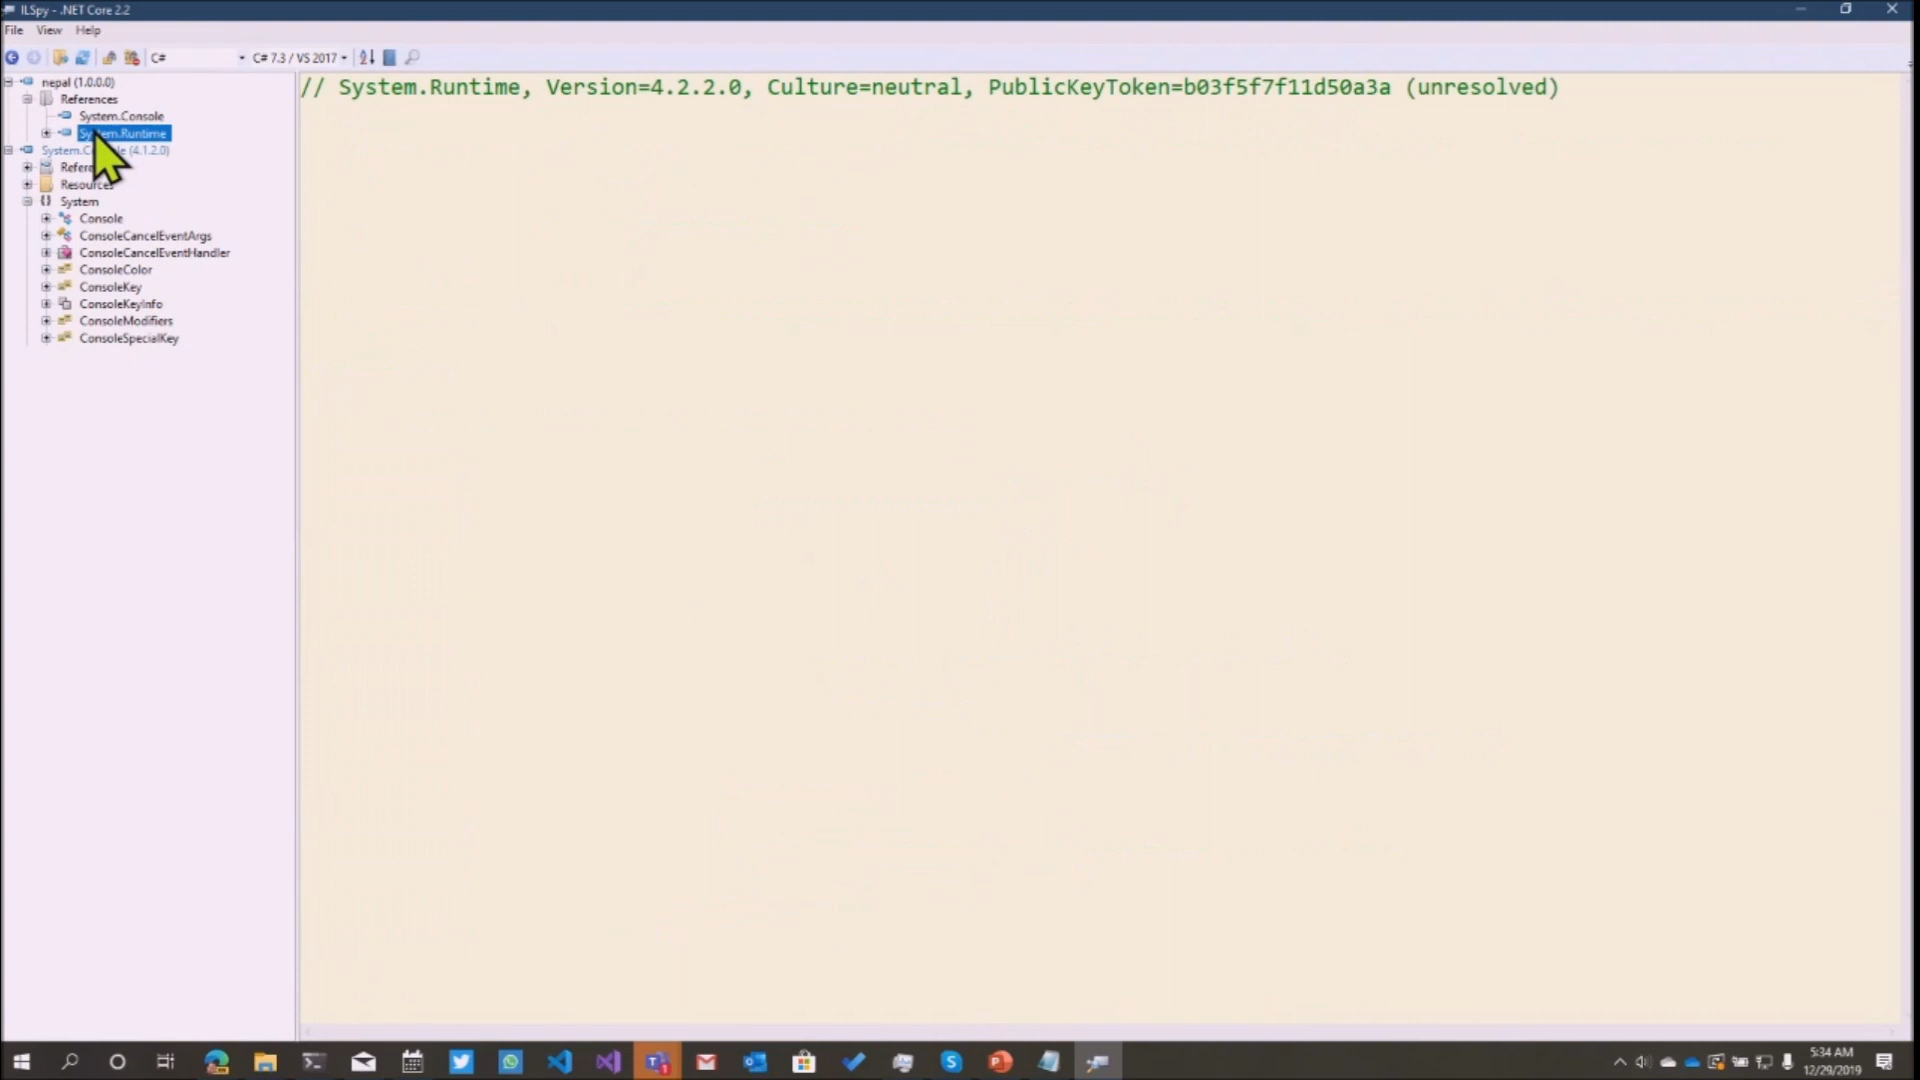 ILSpy - .NET Core 2.2
File View Help
C# C# 7.3 / VS 2017
nepal (1.0.0.0)
References
System.Console
System.Runtime
(4.1.2.0)
Resources
System
Console
ConsoleCancelEventArgs
ConsoleCancelEventHandler
ConsoleColor
ConsoleKey
ConsoleKeyInfo
ConsoleModifiers
ConsoleSpecialKey
// System.Runtime, Version=4.2.2.0, Culture=neutral, PublicKeyToken=b03f5f7f11d50a3a (unresolved)
5:34 AM
12/29/2019